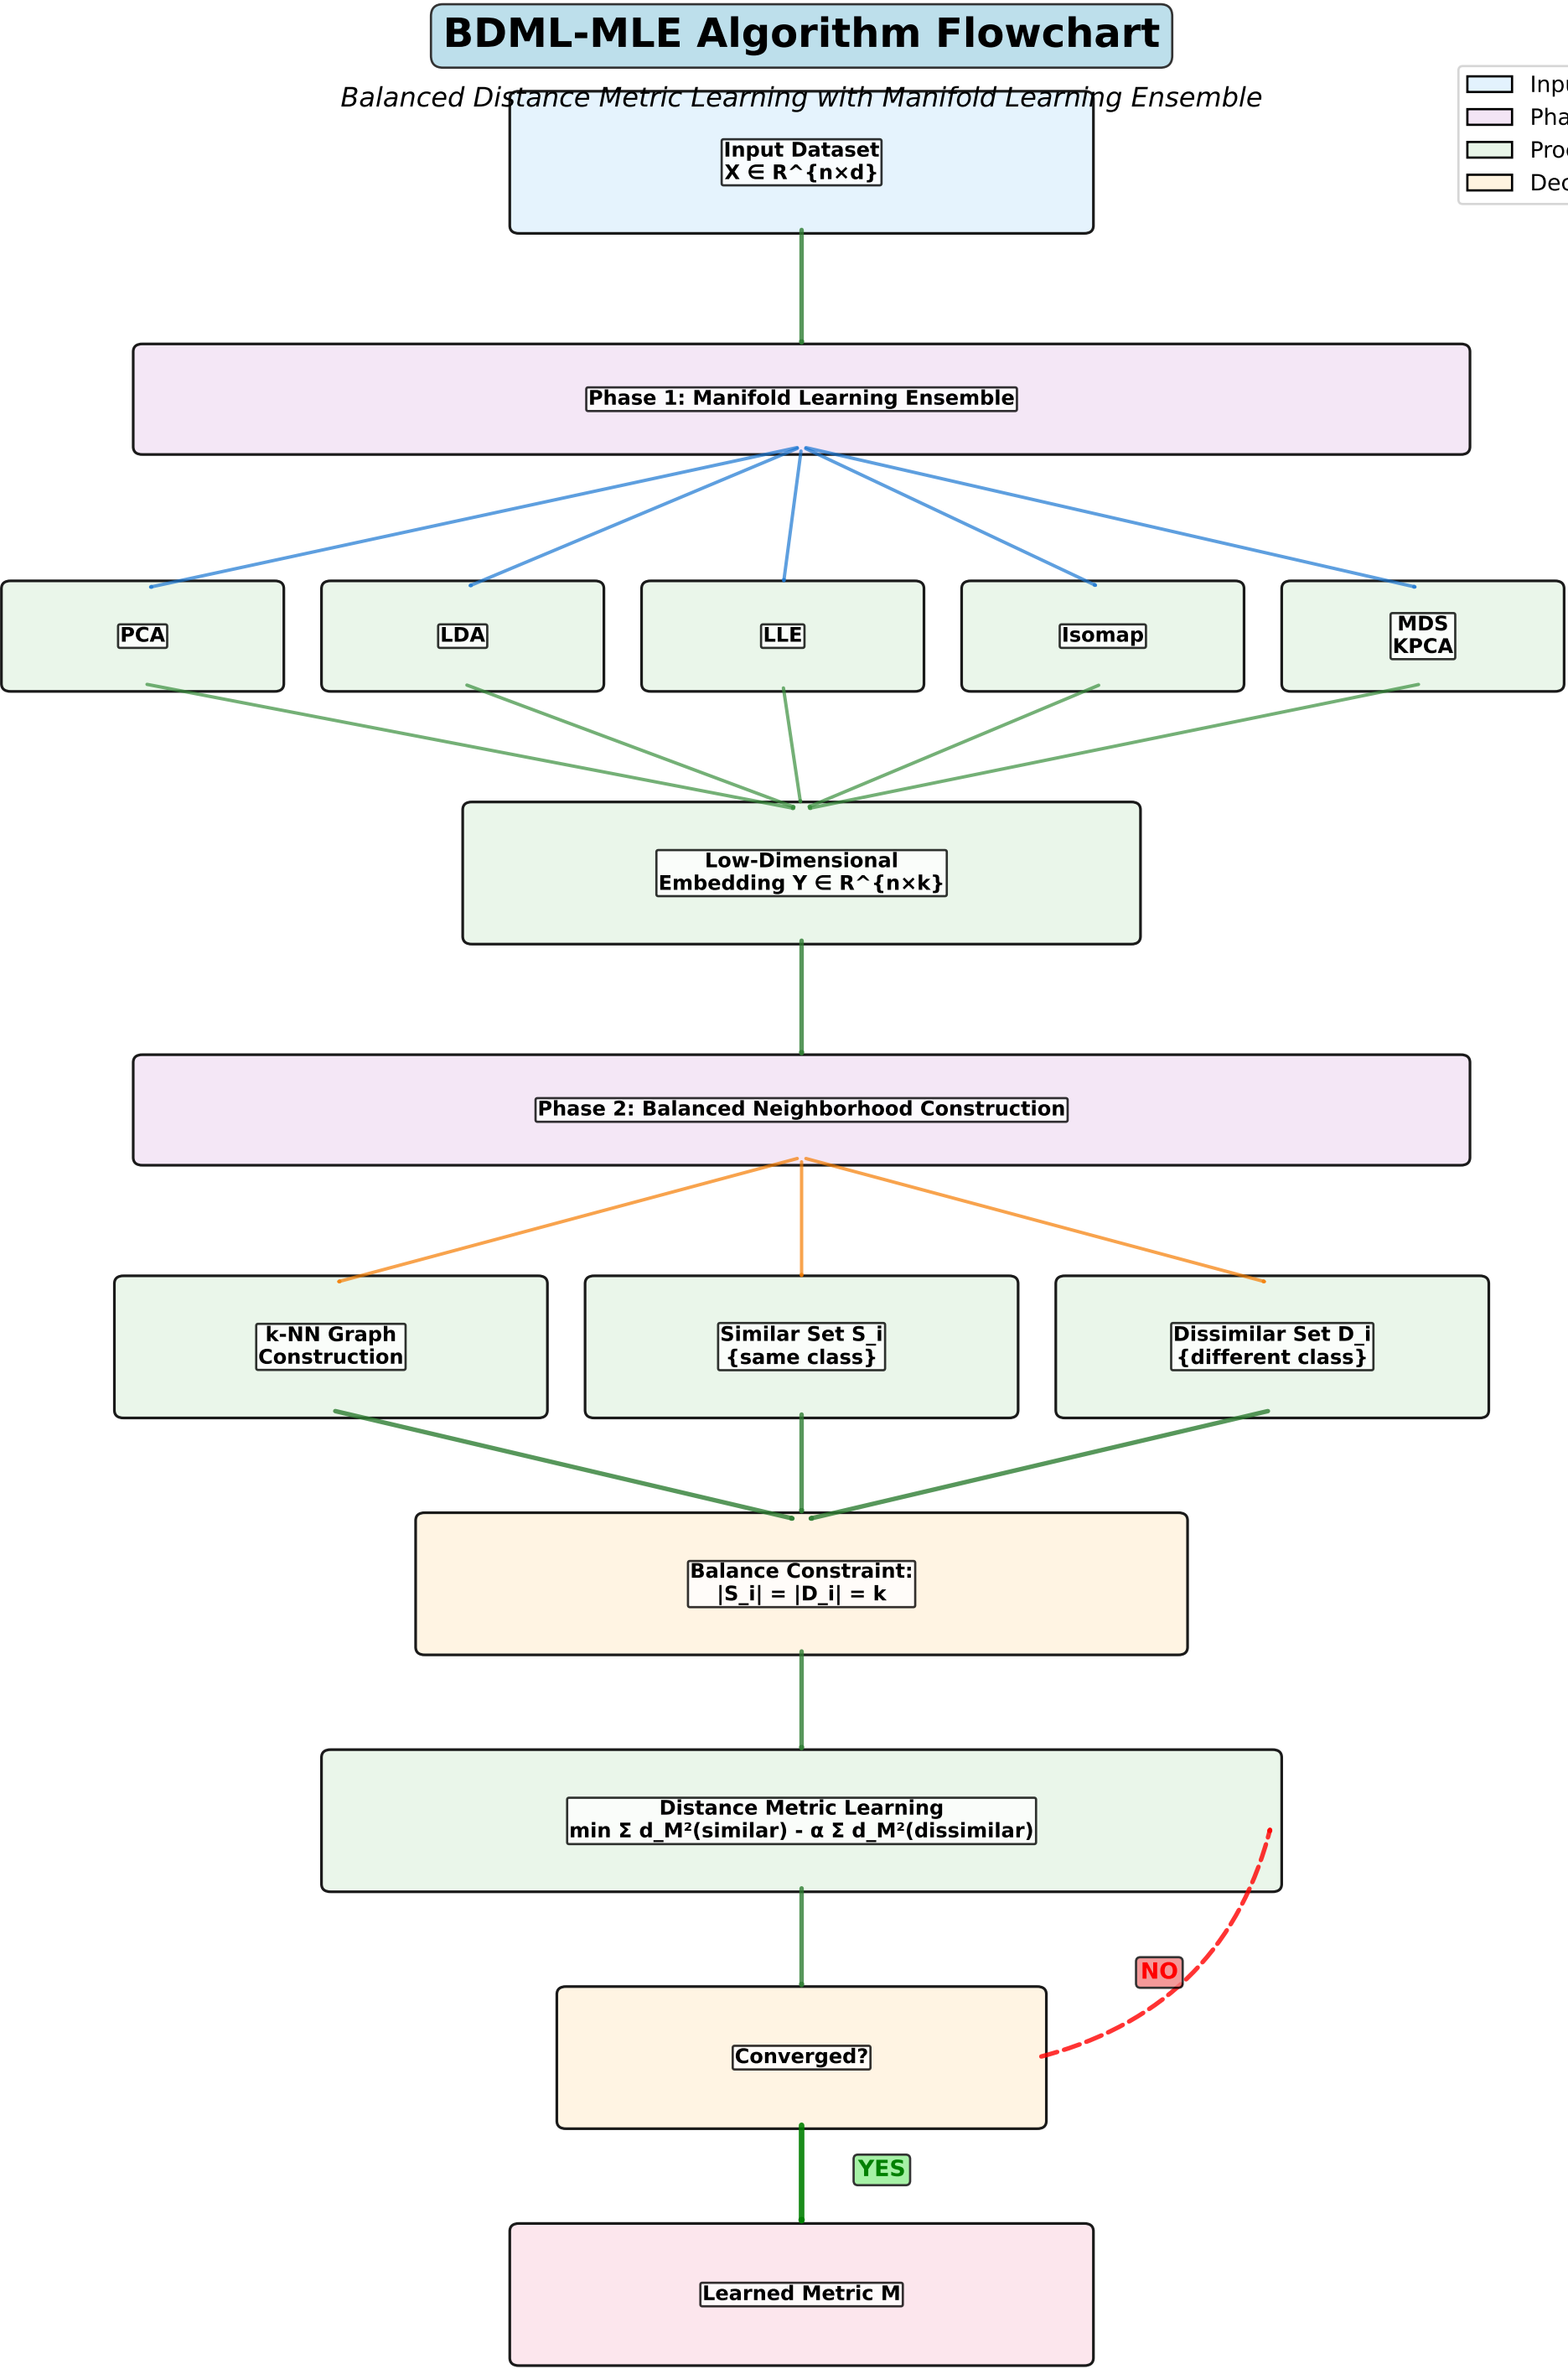 BDML-MLE Algorithm Flowchart
Balanced Distance Metric Learning with Manifold Learning Ensemble
Input Dataset
X ∈ R^{n×d}
Phase 1: Manifold Learning Ensemble
PCA
LDA
LLE
Isomap
MDS
KPCA
Low-Dimensional
Embedding Y ∈ R^{n×k}
Phase 2: Balanced Neighborhood Construction
k-NN Graph
Construction
Similar Set S_i
{same class}
Dissimilar Set D_i
{different class}
Balance Constraint:
|S_i| = |D_i| = k
Distance Metric Learning
min Σ d_M²(similar) - α Σ d_M²(dissimilar)
NO
Converged?
YES
Learned Metric M